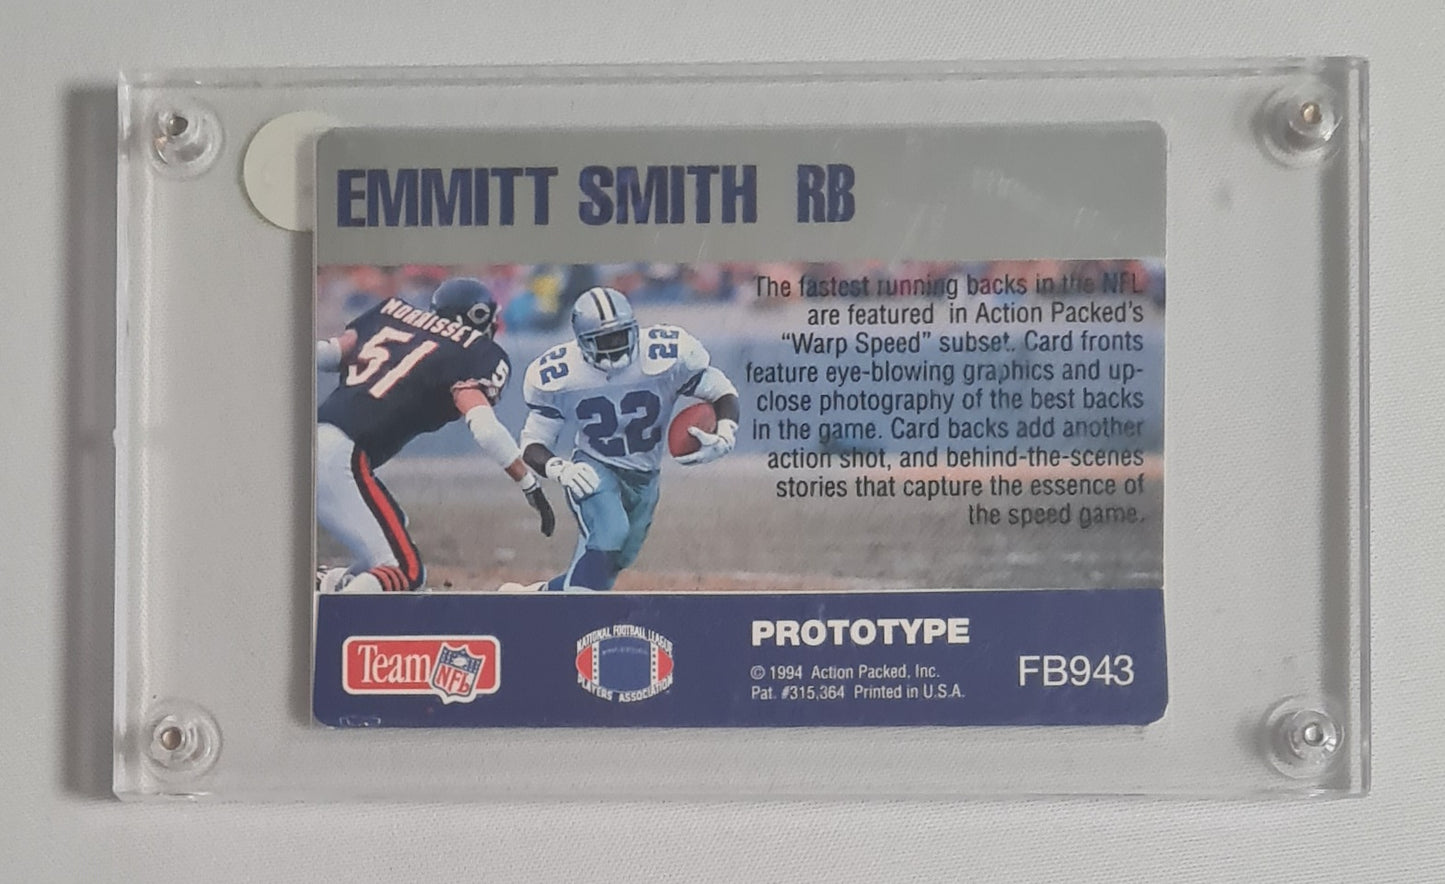 EMMITT SMITH RB
MORRISSEY
51
5
22
22
22
The fastest running backs in the NFL
are featured in Action Packed's
“Warp Speed” subset. Card fronts
feature eye-blowing graphics and up-
close photography of the best backs
in the game. Card backs add another
action shot, and behind-the-scenes
stories that capture the essence of
the speed game.
Team NFL
NATIONAL FOOTBALL LEAGUE
PLAYERS ASSOCIATION
PROTOTYPE
© 1994 Action Packed, Inc.
Pat. #315,364 Printed in U.S.A.
FB943